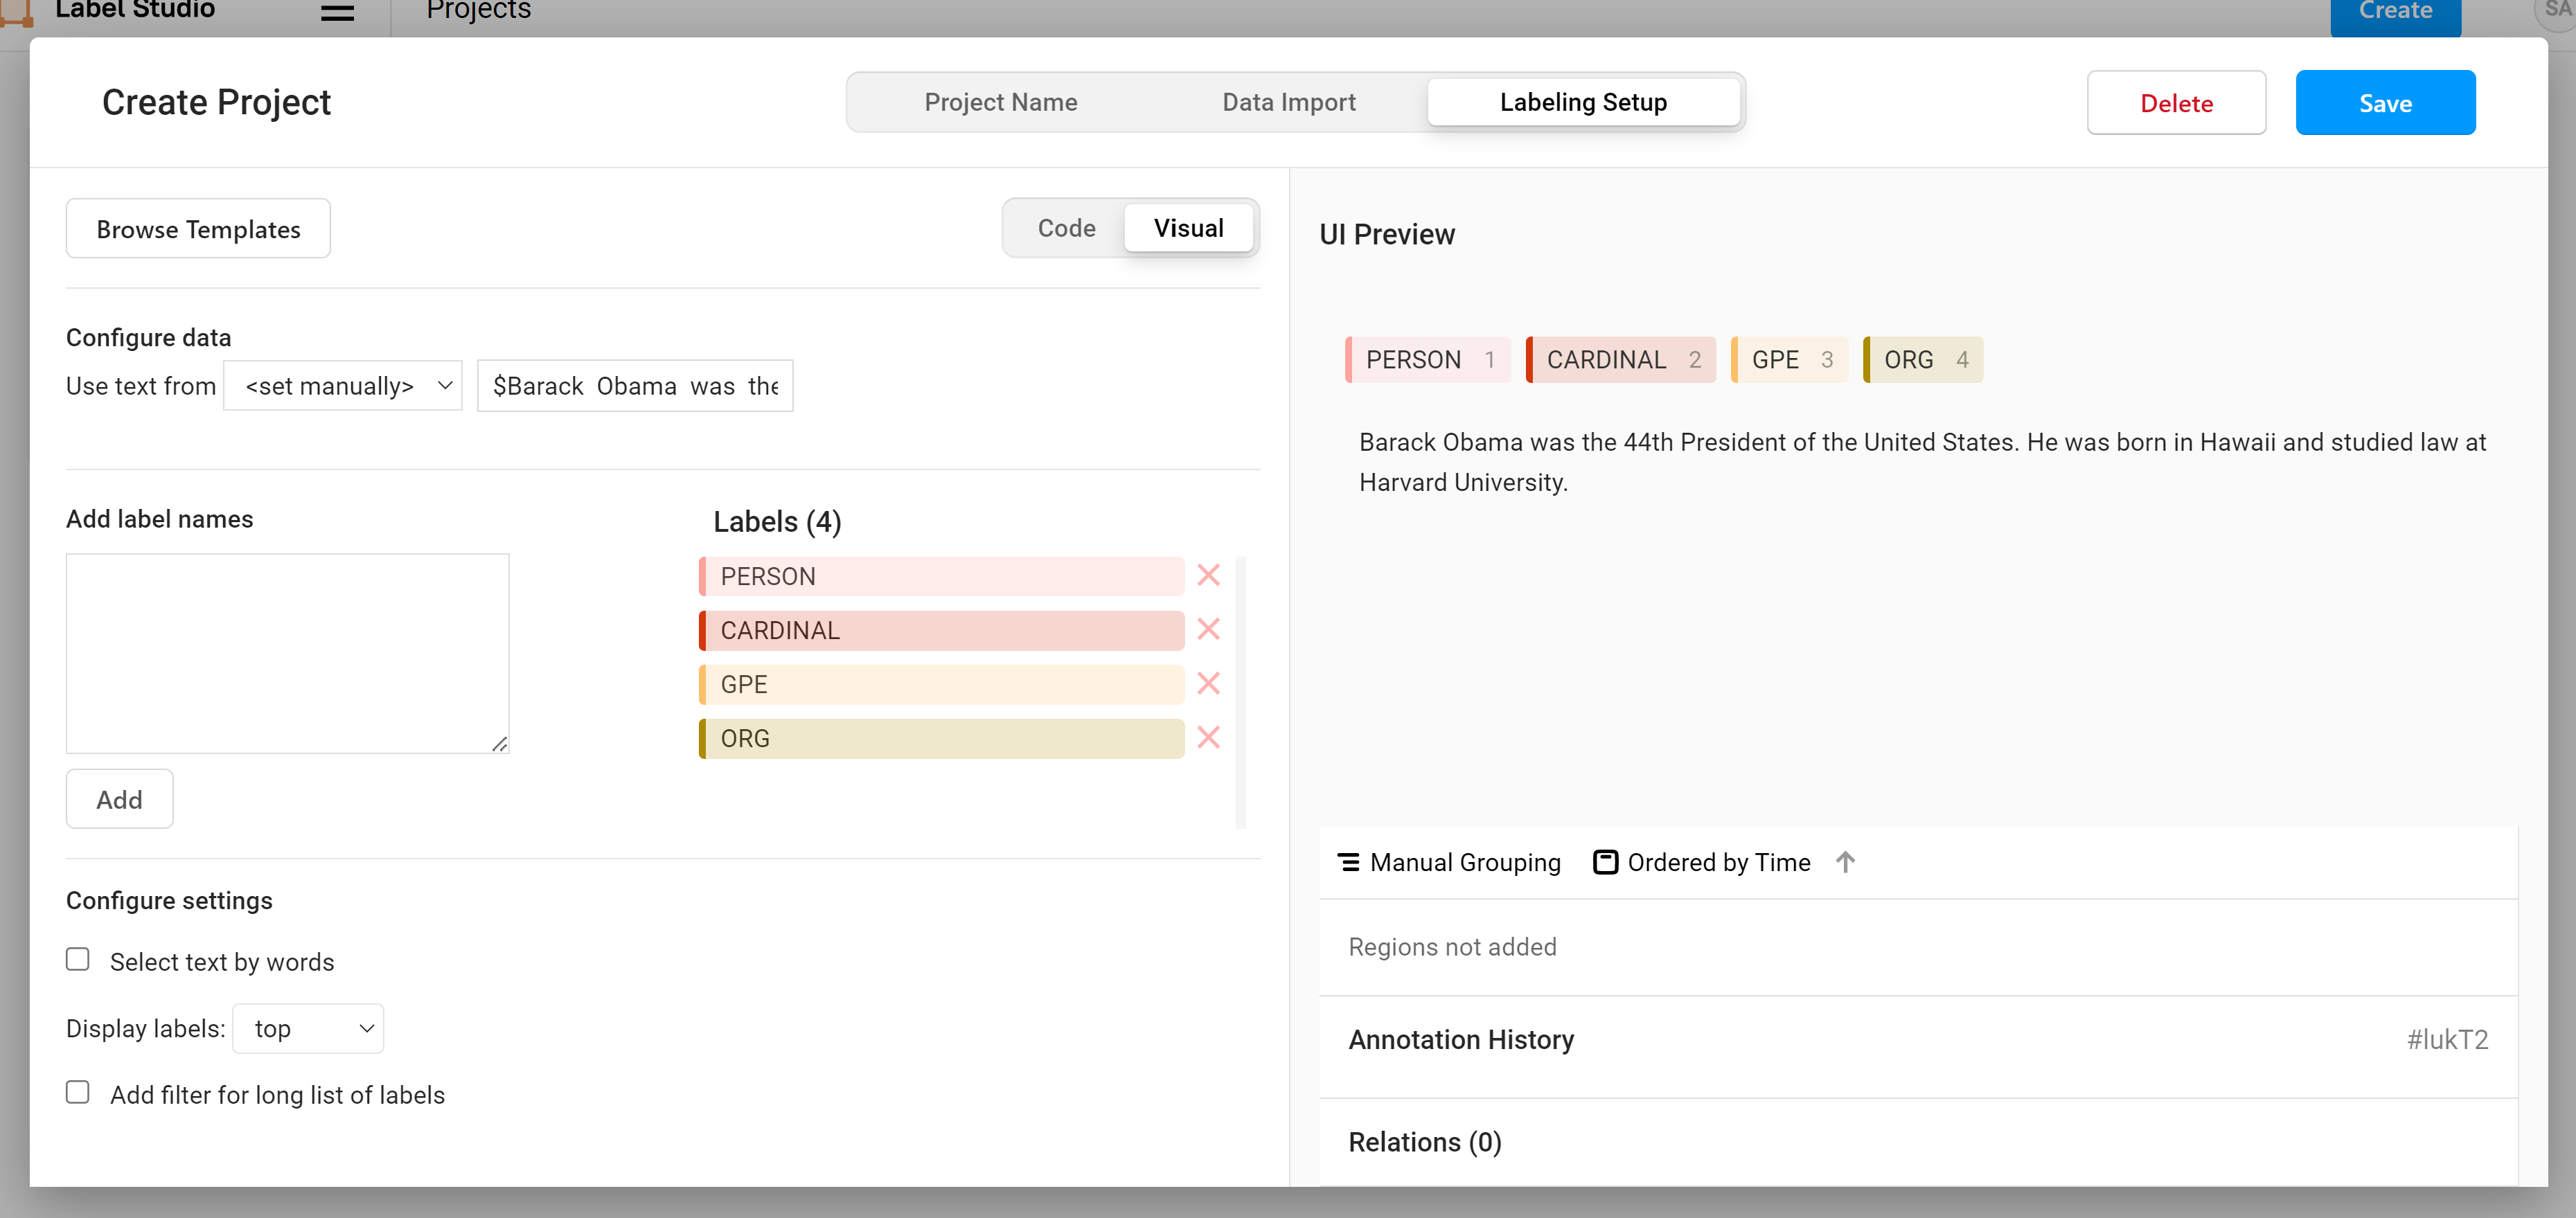 Label Studio
Projects
Create
SA
Create Project
Project Name
Data Import
Labeling Setup
Delete
Save
Browse Templates
Code
Visual
Configure data
Use text from
<set manually>
$Barack Obama was the
Add label names
Labels (4)
PERSON
CARDINAL
GPE
ORG
Add
Configure settings
Select text by words
Display labels: top
Add filter for long list of labels
UI Preview
PERSON 1
CARDINAL 2
GPE 3
ORG 4
Barack Obama was the 44th President of the United States. He was born in Hawaii and studied law at
Harvard University.
Manual Grouping
Ordered by Time
Regions not added
Annotation History
#lukT2
Relations (0)